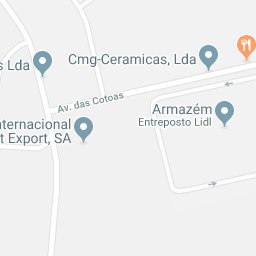 Cmg-Ceramicas, Lda
s Lda
Av. das Cotoas
Armazém
Entreposto Lidl
nternacional
t Export, SA